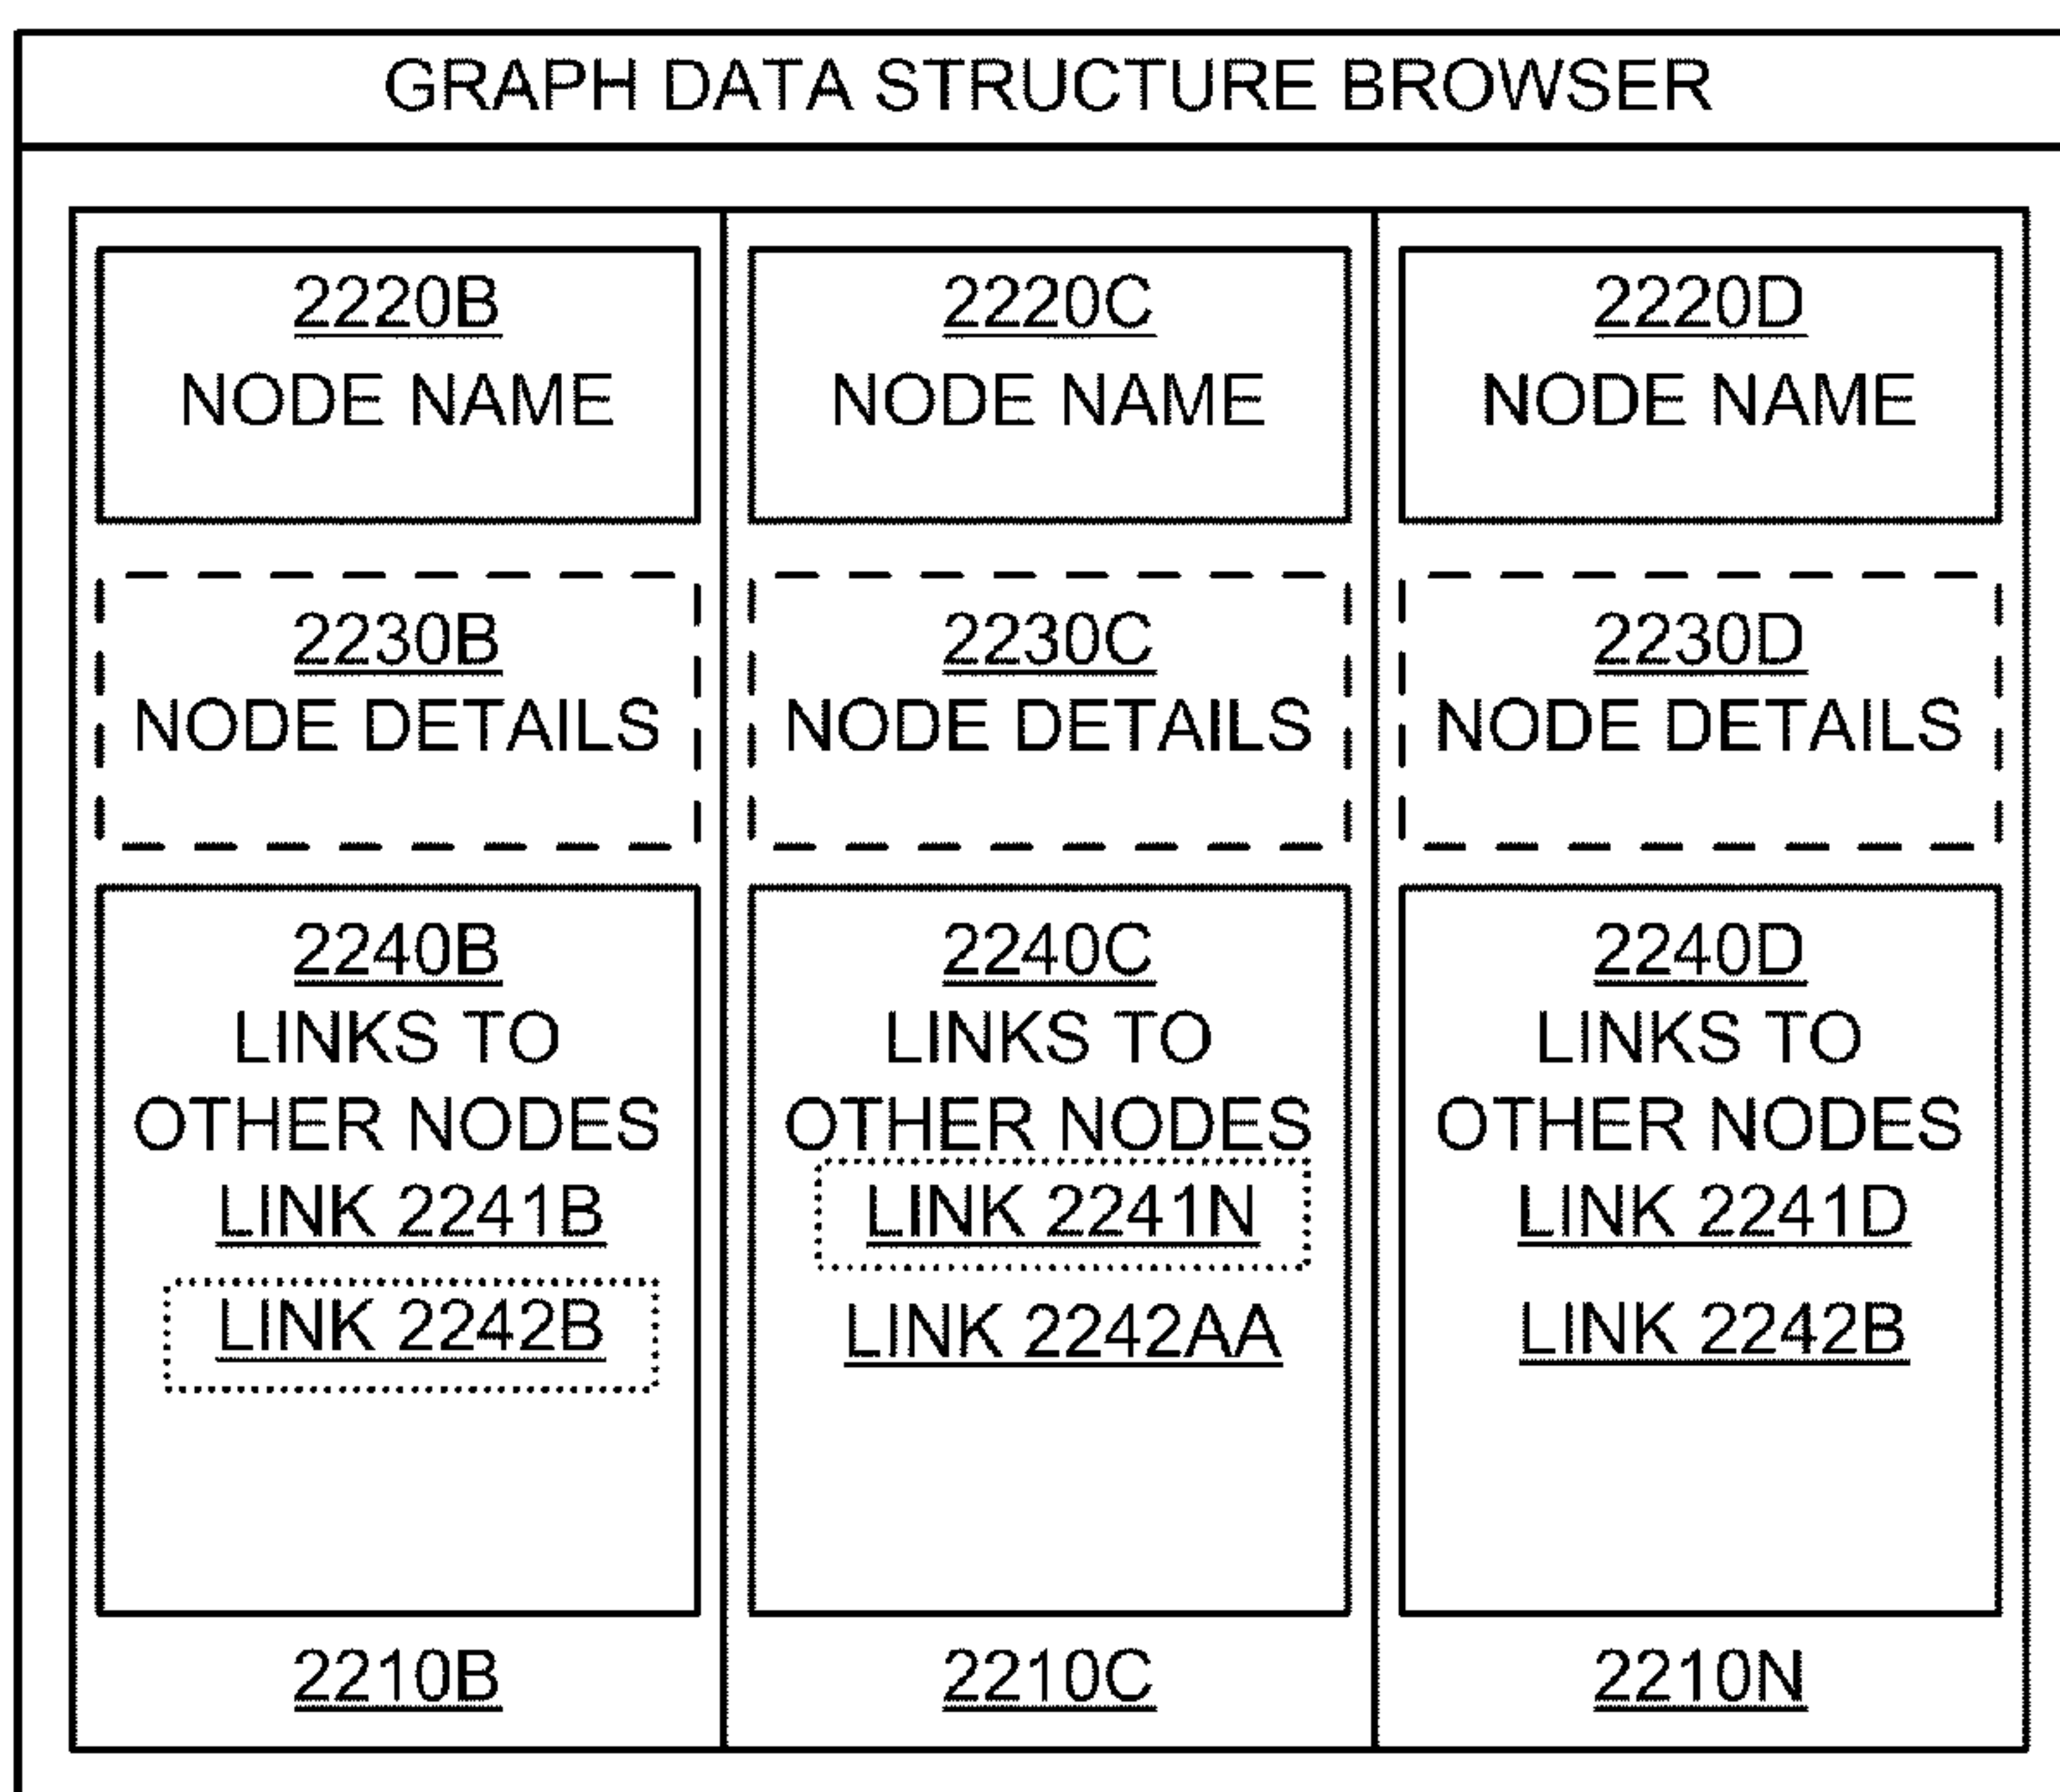 GRAPH DATA STRUCTURE BROWSER
2220B
NODE NAME
2230B
NODE DETAILS
2240B
LINKS TO
OTHER NODES
LINK 2241B
LINK 2242B
2210B
2220C
NODE NAME
2230C
NODE DETAILS
2240C
LINKS TO
OTHER NODES
LINK 2241N
LINK 2242AA
2210C
2220D
NODE NAME
2230D
NODE DETAILS
2240D
LINKS TO
OTHER NODES
LINK 2241D
LINK 2242B
2210N